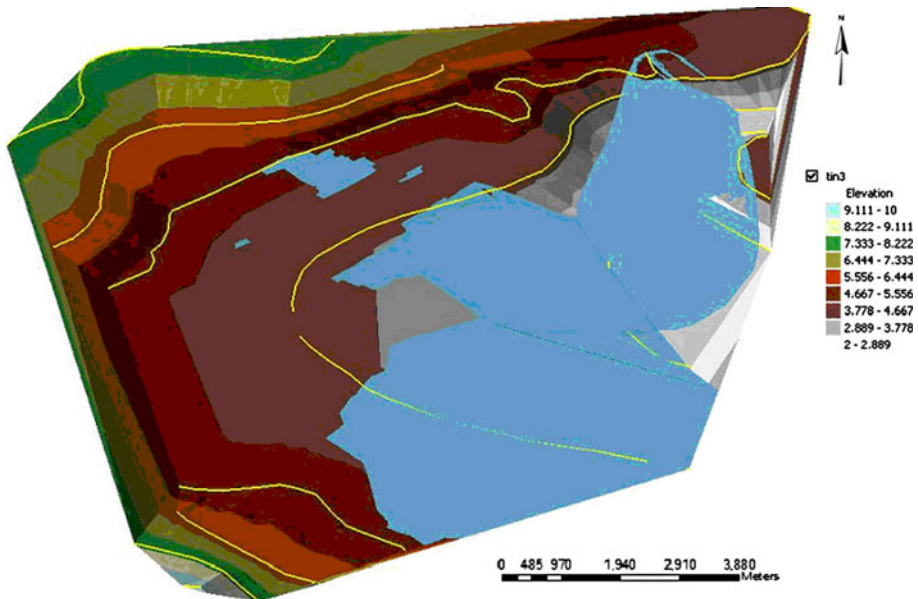 N
tin3
Elevation
9.111 - 10
8.222 - 9.111
7.333 - 8.222
6.444 - 7.333
5.556 - 6.444
4.667 - 5.556
3.778 - 4.667
2.889 - 3.778
2 - 2.889
0 485 970 1,940 2,910 3,880
Meters